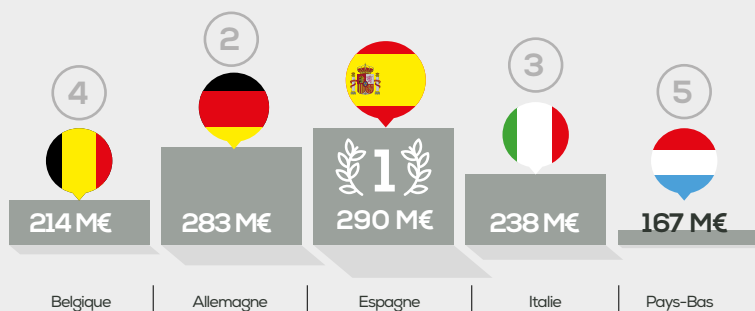 2
3
4
5
1
214 M€
283 M€
290 M€
238 M€
167 M€
Belgique
Allemagne
Espagne
Italie
Pays-Bas